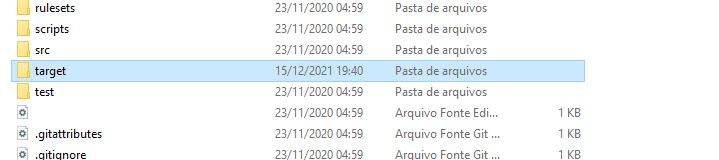 rulesets 23/11/2020 04:59 Pasta de arquivos
scripts 23/11/2020 04:59 Pasta de arquivos
src 23/11/2020 04:59 Pasta de arquivos
target 15/12/2021 19:40 Pasta de arquivos
test 23/11/2020 04:59 Pasta de arquivos
23/11/2020 04:59 Arquivo Fonte Edi... 1 KB
.gitattributes 23/11/2020 04:59 Arquivo Fonte Git ... 1 KB
.gitignore 23/11/2020 04:59 Arquivo Fonte Git ... 1 KB